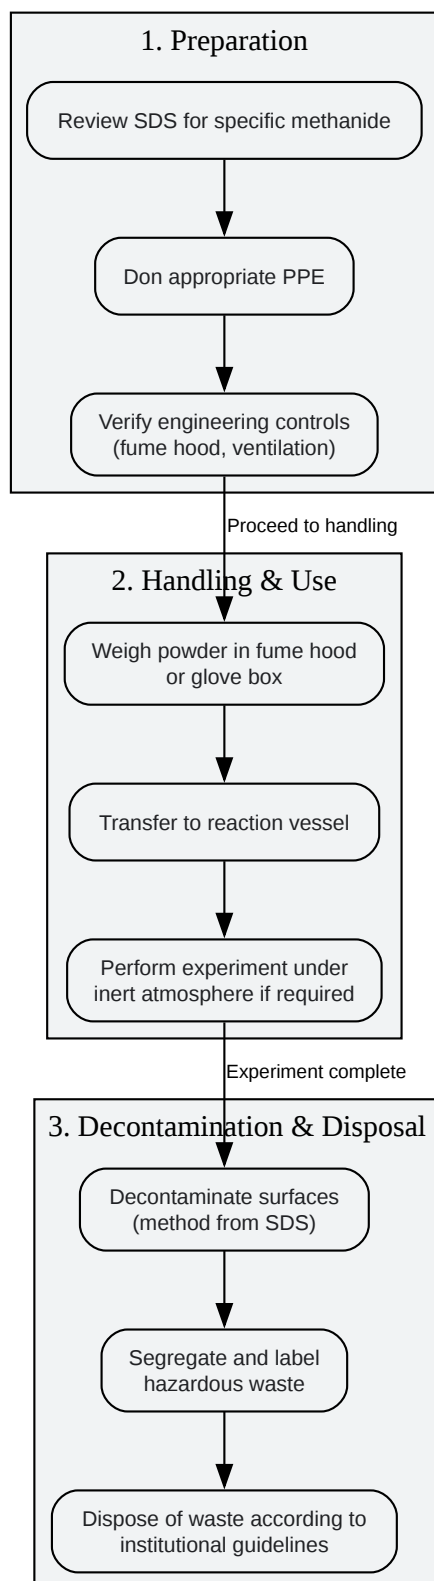 1. Preparation
Review SDS for specific methanide
Don appropriate PPE
Verify engineering controls
(fume hood, ventilation)
Proceed to handling
2. Handling & Use
Weigh powder in fume hood
or glove box
Transfer to reaction vessel
Perform experiment under
inert atmosphere if required
Experiment complete
3. Decontamination & Disposal
Decontaminate surfaces
(method from SDS)
Segregate and label
hazardous waste
Dispose of waste according to
institutional guidelines